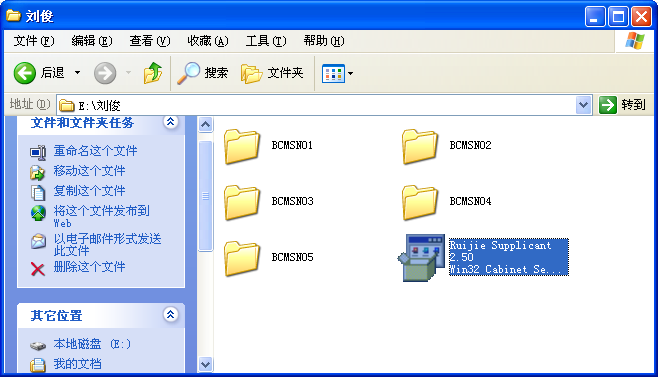 刘俊
文件(F) 编辑(E) 查看(V) 收藏(A) 工具(T) 帮助(H)
后退 搜索 文件夹
地址(D) E:\刘俊 转到
文件和文件夹任务
重命名这个文件
移动这个文件
复制这个文件
将这个文件发布到
Web
以电子邮件形式发送
此文件
删除这个文件
其它位置
本地磁盘 (E:)
我的文档
BCMSN01
BCMSN02
BCMSN03
BCMSN04
BCMSN05
Ruijie Supplicant
2.50
Win32 Cabinet Se...